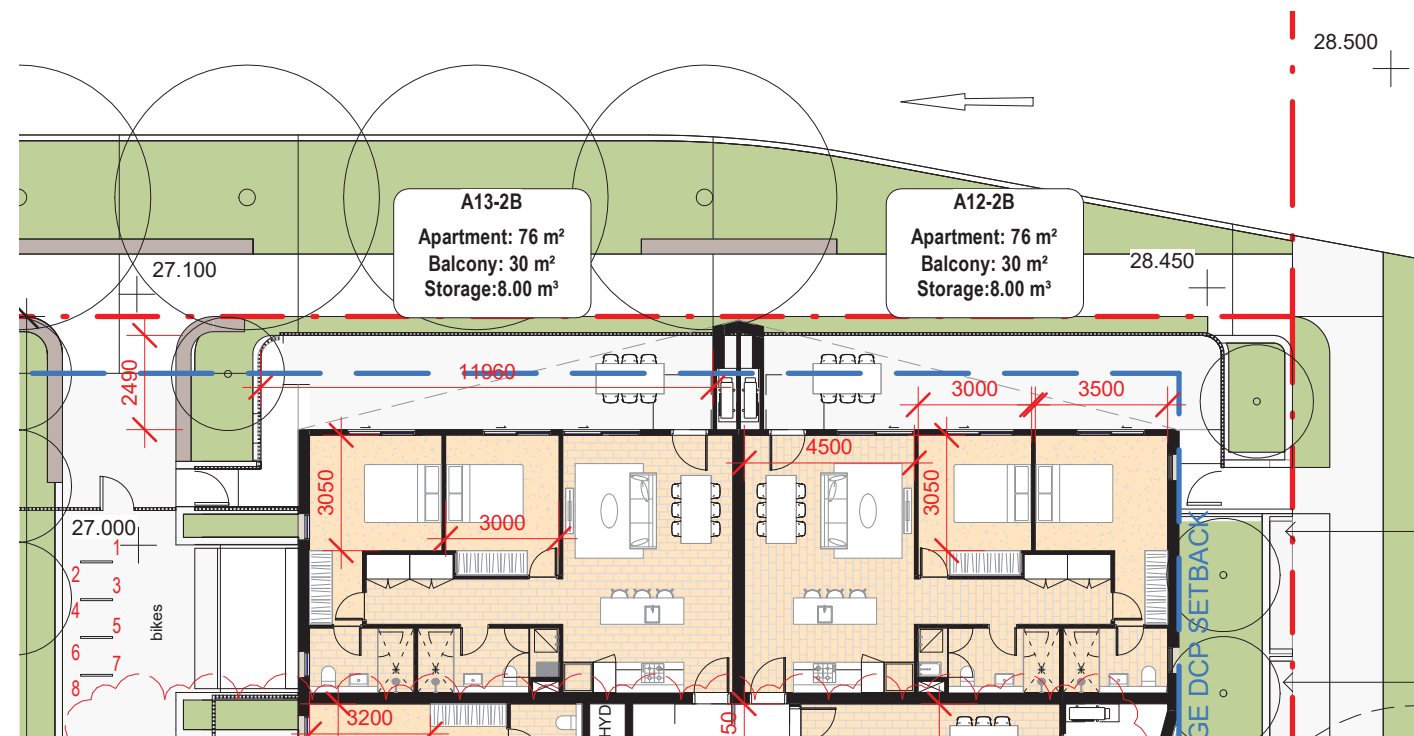 28.500
A13-2B
Apartment: 76 m²
Balcony: 30 m²
Storage:8.00 m³
A12-2B
Apartment: 76 m²
Balcony: 30 m²
Storage:8.00 m³
27.100
28.450
2490
11960
3000
3500
4500
3050
3000
3050
27.000
1
2
3
4
5
6
7
8
bikes
GE DCP SETBACK
3200
HYD
50